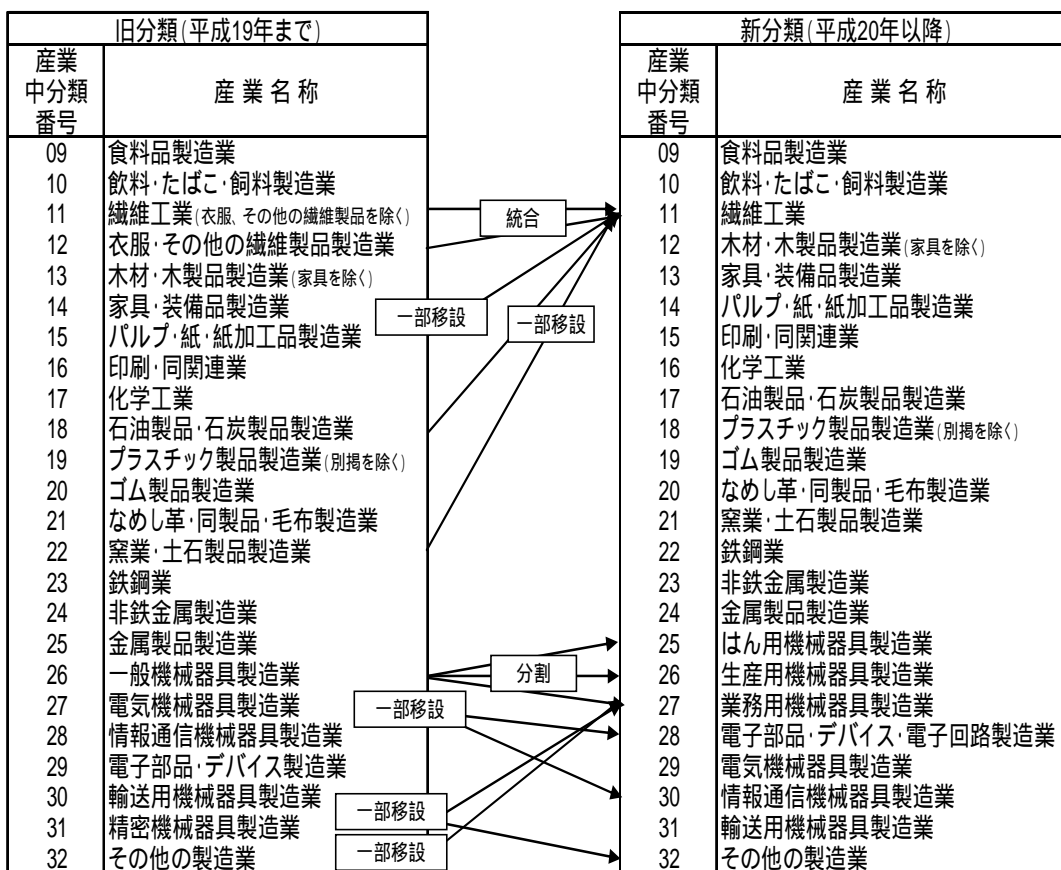 旧分類(平成19年まで)
産業
中分類
番号
産 業 名 称
09 食料品製造業
10 飲料・たばこ・飼料製造業
11 繊維工業(衣服、その他の繊維製品を除く)
12 衣服・その他の繊維製品製造業
13 木材・木製品製造業(家具を除く)
14 家具・装備品製造業
15 パルプ・紙・紙加工品製造業
16 印刷・同関連業
17 化学工業
18 石油製品・石炭製品製造業
19 プラスチック製品製造業(別掲を除く)
20 ゴム製品製造業
21 なめし革・同製品・毛布製造業
22 窯業・土石製品製造業
23 鉄鋼業
24 非鉄金属製造業
25 金属製品製造業
26 一般機械器具製造業
27 電気機械器具製造業
28 情報通信機械器具製造業
29 電子部品・デバイス製造業
30 輸送用機械器具製造業
31 精密機械器具製造業
32 その他の製造業
統合
一部移設
一部移設
分割
一部移設
一部移設
一部移設
新分類(平成20年以降)
産業
中分類
番号
産 業 名 称
09 食料品製造業
10 飲料・たばこ・飼料製造業
11 繊維工業
12 木材・木製品製造業(家具を除く)
13 家具・装備品製造業
14 パルプ・紙・紙加工品製造業
15 印刷・同関連業
16 化学工業
17 石油製品・石炭製品製造業
18 プラスチック製品製造業(別掲を除く)
19 ゴム製品製造業
20 なめし革・同製品・毛布製造業
21 窯業・土石製品製造業
22 鉄鋼業
23 非鉄金属製造業
24 金属製品製造業
25 はん用機械器具製造業
26 生産用機械器具製造業
27 業務用機械器具製造業
28 電子部品・デバイス・電子回路製造業
29 電気機械器具製造業
30 情報通信機械器具製造業
31 輸送用機械器具製造業
32 その他の製造業